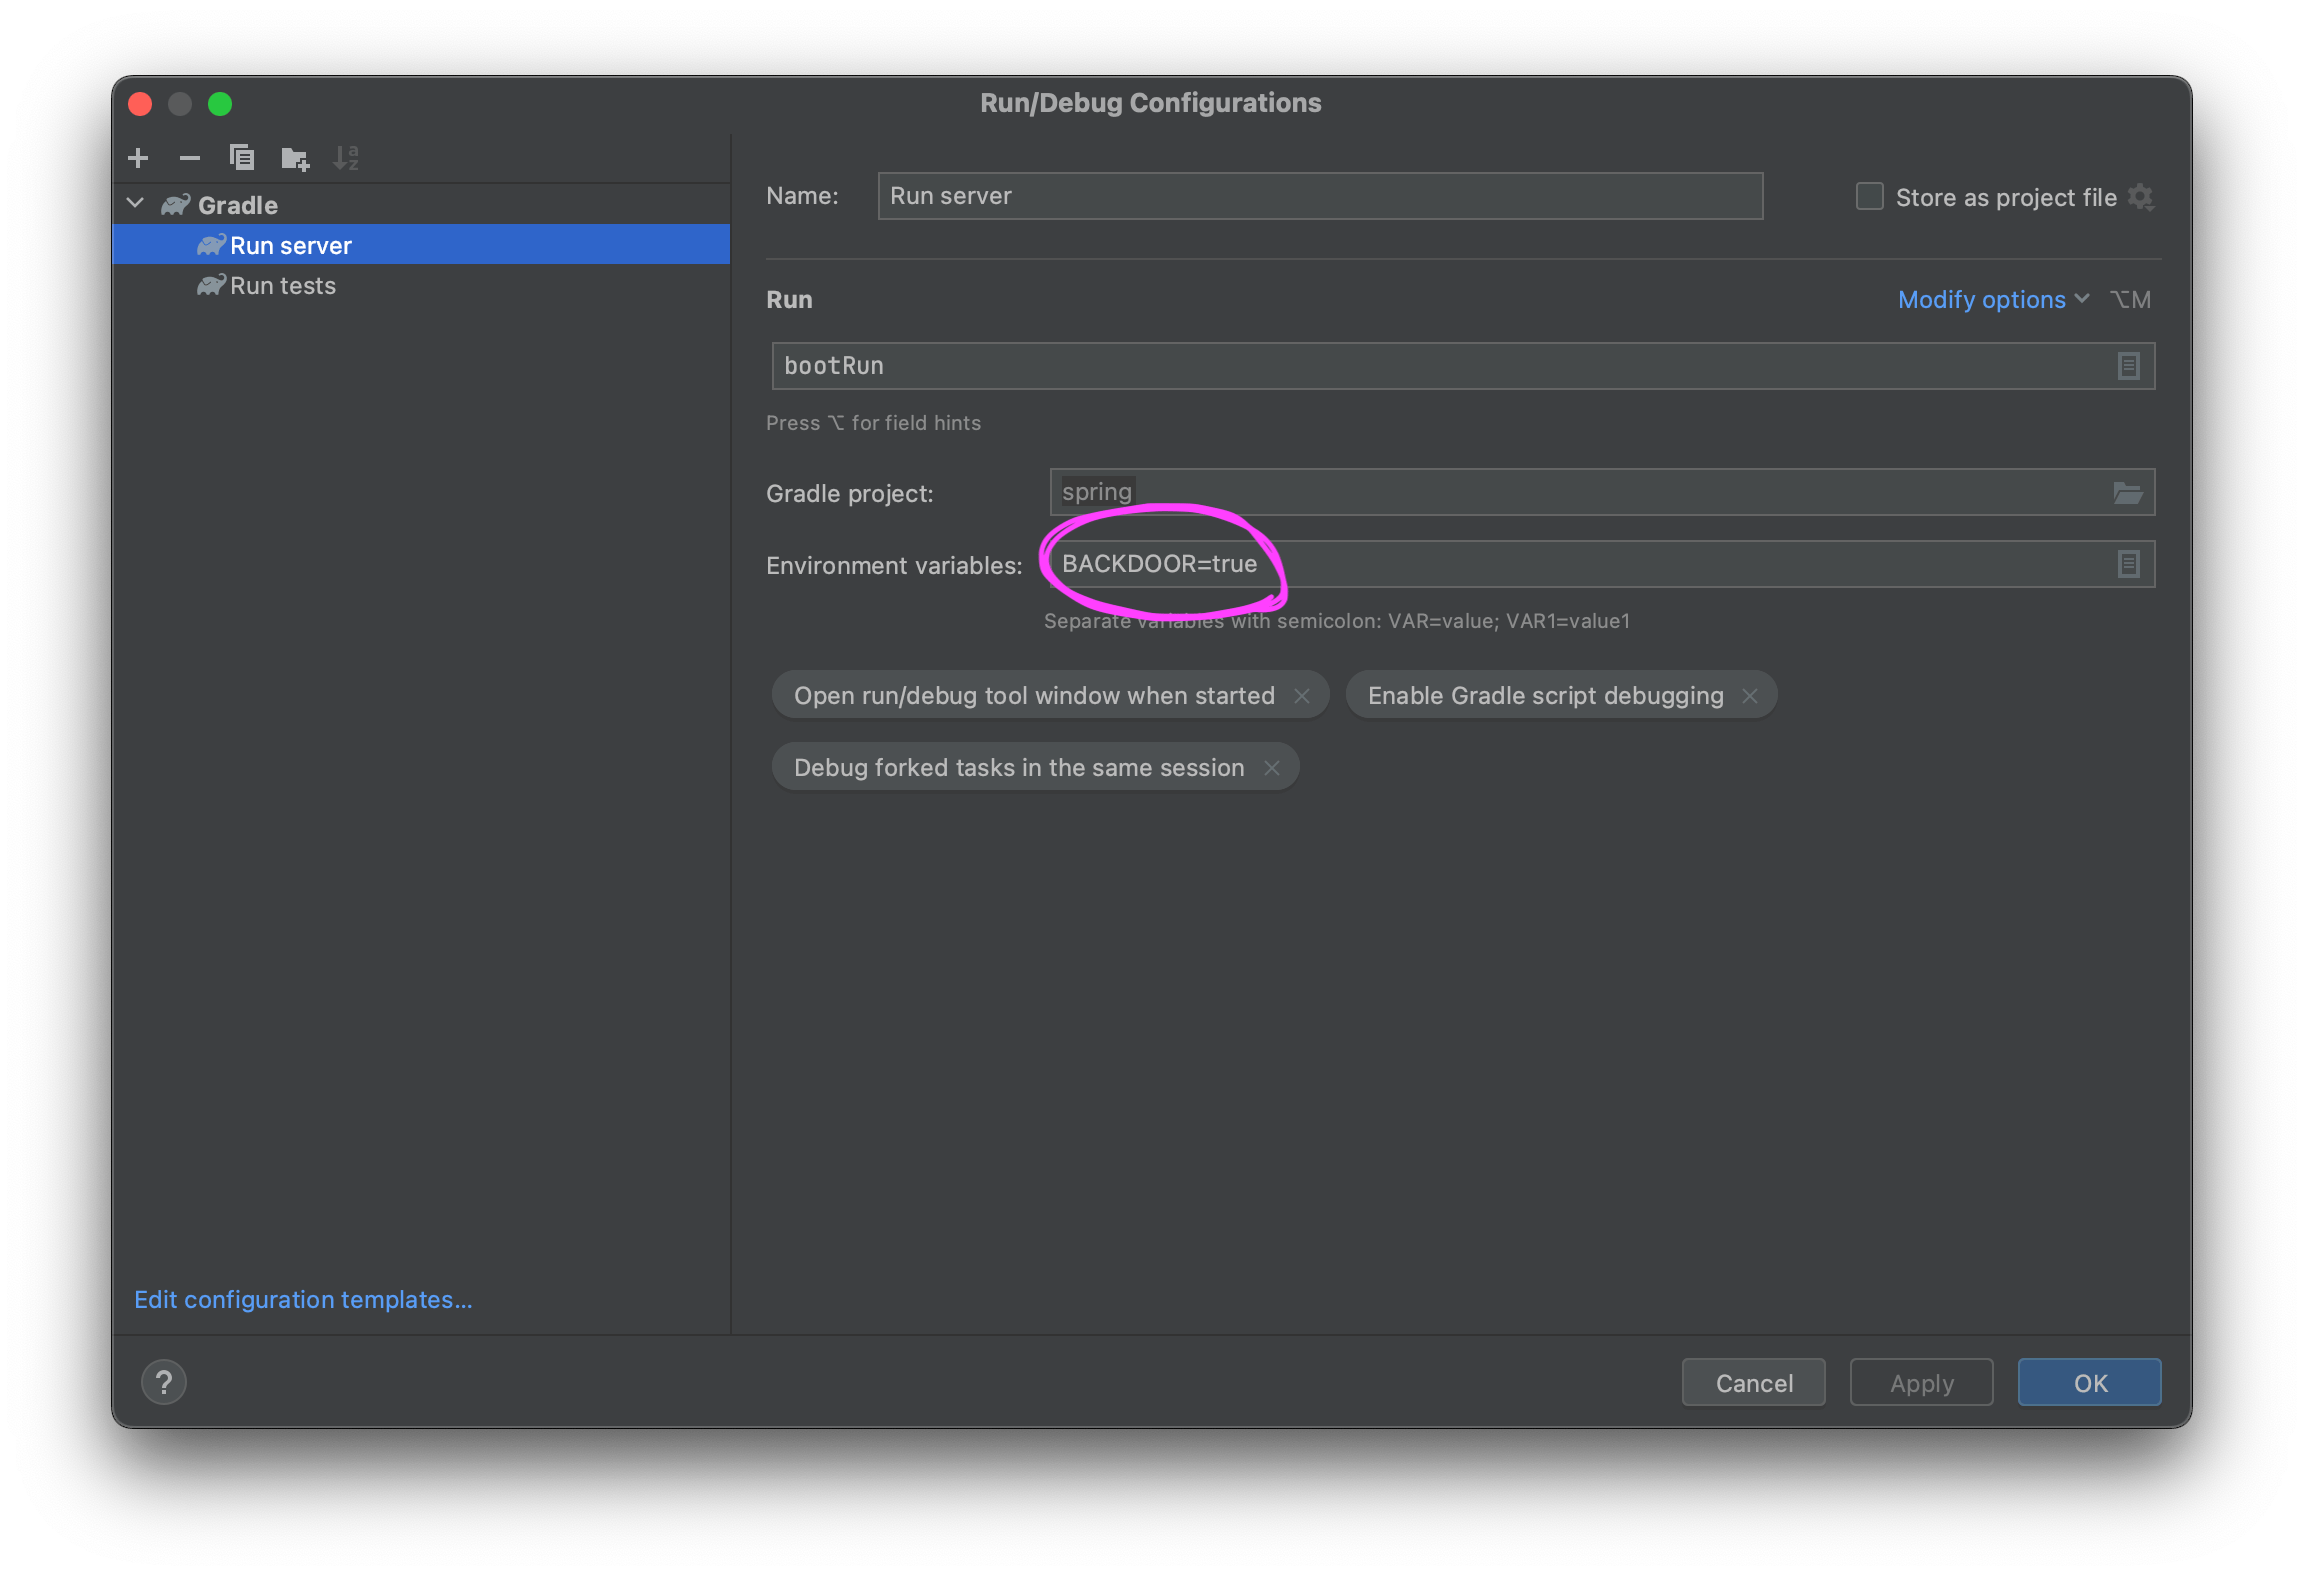 Run/Debug Configurations
Gradle
Run server
Run tests
Edit configuration templates...
Name: Run server
Store as project file
Run
Modify options ⌥M
bootRun
Press ⌥ for field hints
Gradle project: spring
Environment variables: BACKDOOR=true
Separate variables with semicolon: VAR=value; VAR1=value1
Open run/debug tool window when started ×
Enable Gradle script debugging ×
Debug forked tasks in the same session ×
?
Cancel
Apply
OK